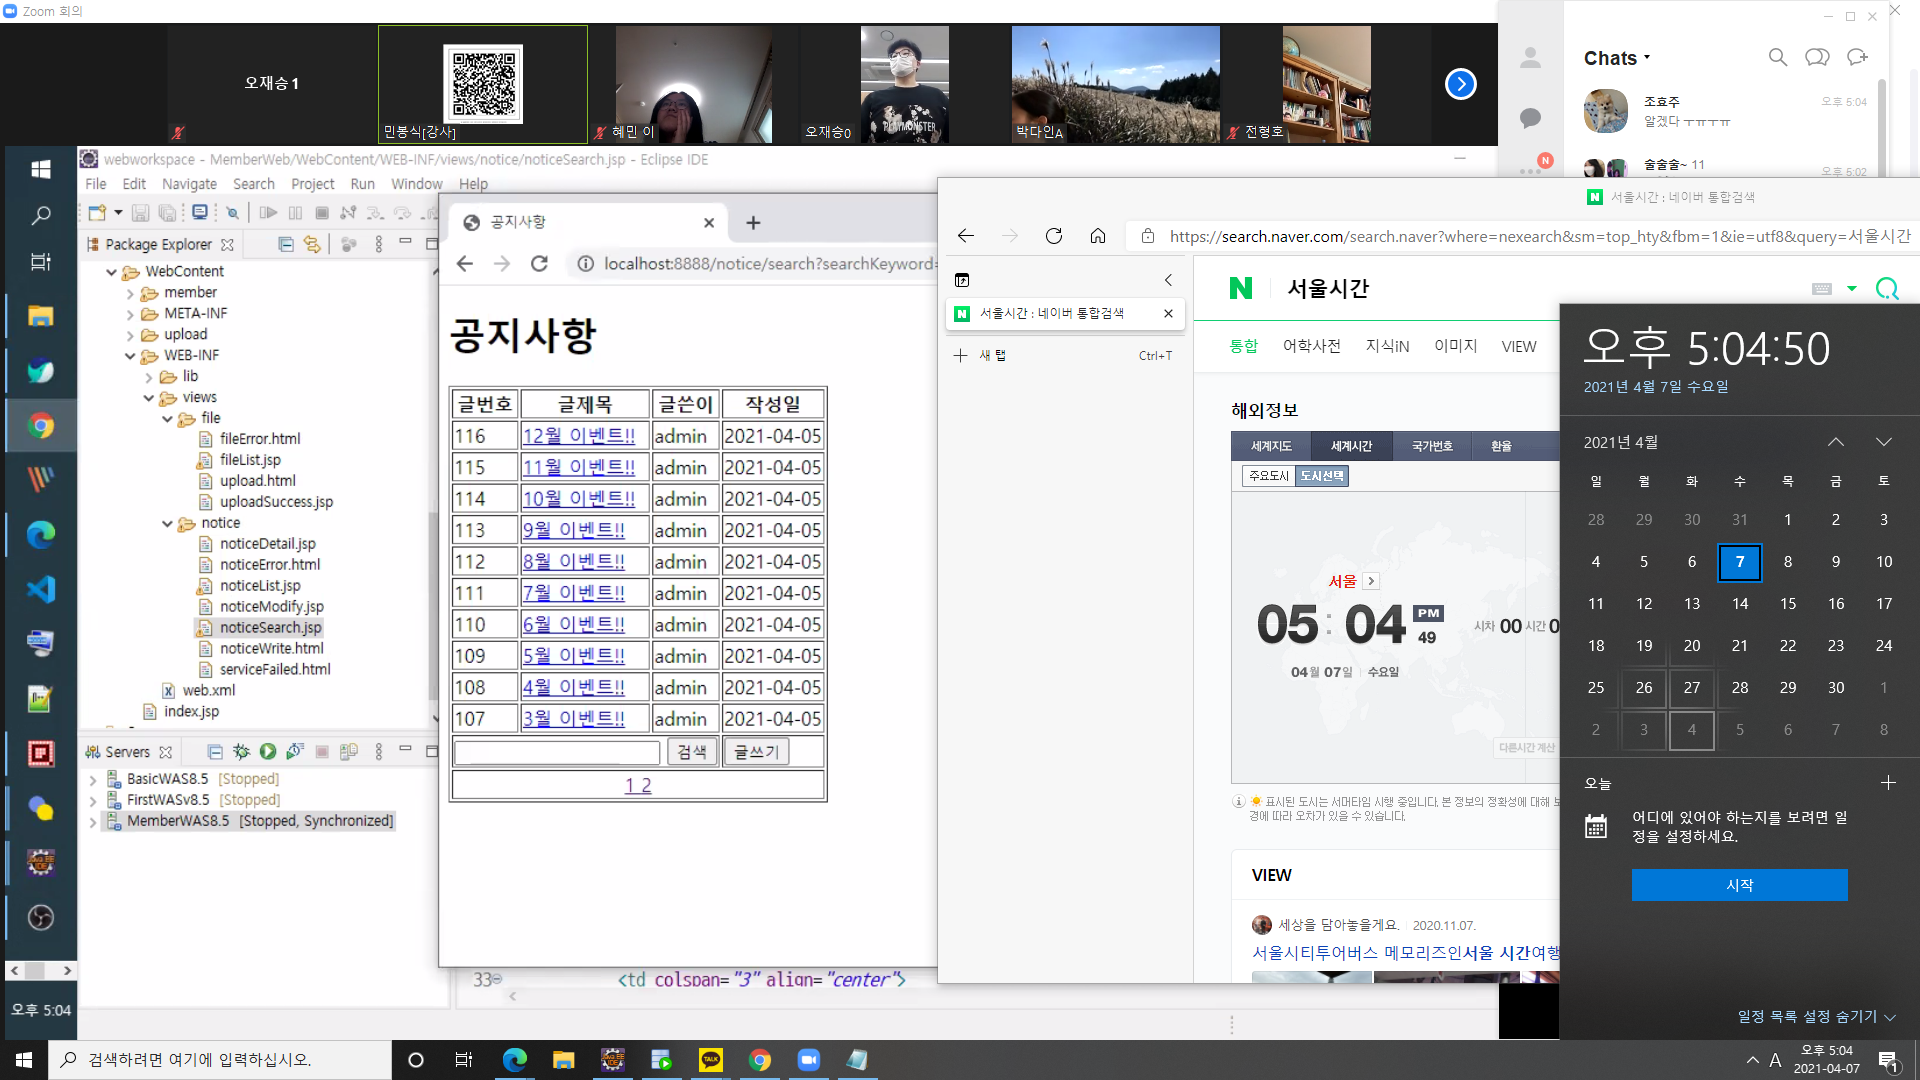 Zoom 회의
오재승1
민봉식[강사]
혜민 이
오재승0
박다인A
전형호
Chats
조효주
오후 5:04
알겠다 ㅜㅠㅜㅠ
술술술~ 11
오후 5:02
N
webworkspace - MemberWeb/WebContent/WEB-INF/views/notice/noticeSearch.jsp - Eclipse IDE
File Edit Navigate Search Project Run Window Help
Package Explorer
WebContent
member
META-INF
upload
WEB-INF
lib
views
file
fileError.html
fileList.jsp
upload.html
uploadSuccess.jsp
notice
noticeDetail.jsp
noticeError.html
noticeList.jsp
noticeModify.jsp
noticeSearch.jsp
noticeWrite.html
serviceFailed.html
web.xml
index.jsp
Servers
BasicWAS8.5 [Stopped]
FirstWASv8.5 [Stopped]
MemberWAS8.5 [Stopped, Synchronized]
오후 5:04
공지사항
localhost:8888/notice/search?searchKeyword=
공지사항
글번호 글제목 글쓴이 작성일
116 12월 이벤트!! admin 2021-04-05
115 11월 이벤트!! admin 2021-04-05
114 10월 이벤트!! admin 2021-04-05
113 9월 이벤트!! admin 2021-04-05
112 8월 이벤트!! admin 2021-04-05
111 7월 이벤트!! admin 2021-04-05
110 6월 이벤트!! admin 2021-04-05
109 5월 이벤트!! admin 2021-04-05
108 4월 이벤트!! admin 2021-04-05
107 3월 이벤트!! admin 2021-04-05
검색 글쓰기
1 2
33 <td colspan="3" align="center">
서울시간 : 네이버 통합검색
https://search.naver.com/search.naver?where=nexearch&sm=top_hty&fbm=1&ie=utf8&query=서울시간
서울시간 : 네이버 통합검색
새 탭 Ctrl+T
N 서울시간
통합 어학사전 지식iN 이미지 VIEW
해외정보
세계지도 세계시간 국가번호 환율
주요도시 도시선택
서울
05 : 04 PM 49
시차 00 시간 0
04월 07일 수요일
다른시간 계산
표시된 도시는 서머타임 시행 중입니다. 본 정보의 정확성에 대해 보
경에 따라 오차가 있을 수 있습니다.
VIEW
세상을 담아놓을게요. 2020.11.07.
서울시티투어버스 메모리즈인서울 시간여행
오후 5:04:50
2021년 4월 7일 수요일
2021년 4월
일 월 화 수 목 금 토
28 29 30 31 1 2 3
4 5 6 7 8 9 10
11 12 13 14 15 16 17
18 19 20 21 22 23 24
25 26 27 28 29 30 1
2 3 4 5 6 7 8
오늘
어디에 있어야 하는지를 보려면 일
정을 설정하세요.
시작
일정 목록 설정 숨기기
검색하려면 여기에 입력하십시오.
TALK
A
오후 5:04
2021-04-07
1